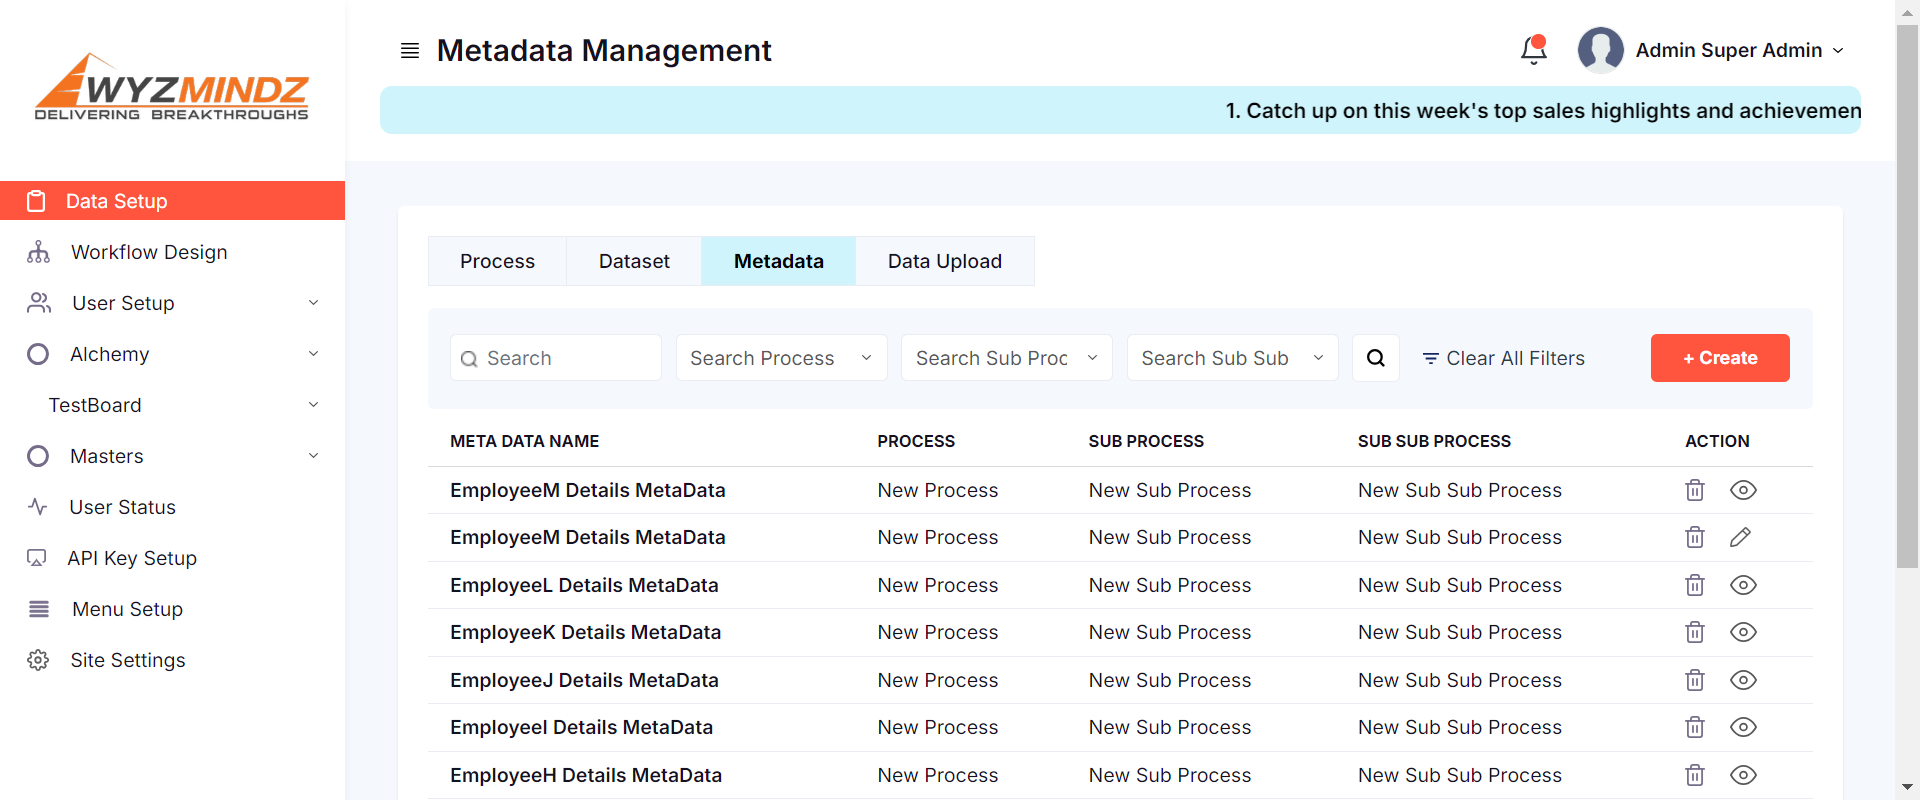 WYZMINDZ
DELIVERING BREAKTHROUGHS
Data Setup
Workflow Design
User Setup
Alchemy
TestBoard
Masters
User Status
API Key Setup
Menu Setup
Site Settings
Metadata Management
Admin Super Admin
1. Catch up on this week's top sales highlights and achievemen
Process Dataset Metadata Data Upload
Search Search Process Search Sub Proc Search Sub Sub Clear All Filters + Create
META DATA NAME PROCESS SUB PROCESS SUB SUB PROCESS ACTION
EmployeeM Details MetaData New Process New Sub Process New Sub Sub Process
EmployeeM Details MetaData New Process New Sub Process New Sub Sub Process
EmployeeL Details MetaData New Process New Sub Process New Sub Sub Process
EmployeeK Details MetaData New Process New Sub Process New Sub Sub Process
EmployeeJ Details MetaData New Process New Sub Process New Sub Sub Process
EmployeeI Details MetaData New Process New Sub Process New Sub Sub Process
EmployeeH Details MetaData New Process New Sub Process New Sub Sub Process